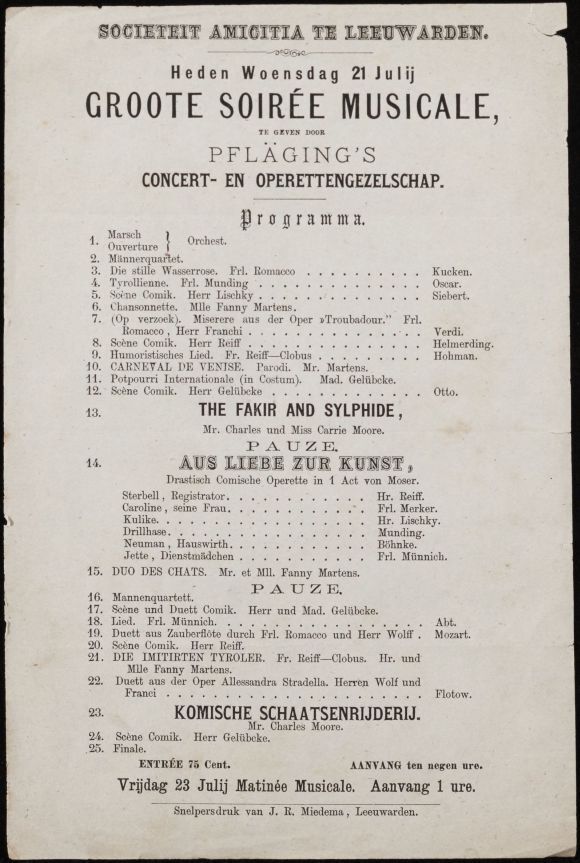 SOCIETEIT AMICITIA TE LEEUWARDEN.
Heden Woensdag 21 Julij
GROOTE SOIRÉE MUSICALE,
TE GEVEN DOOR
PFLÄGING'S
CONCERT- EN OPERETTENGEZELSCHAP.
Programma.
1. Marsch
Ouverture } Orchest.
2. Männerquartet.
3. Die stille Wasserrose. Frl. Romacco . . . . . . . . . Kucken.
4. Tyrollienne. Frl. Munding . . . . . . . . . . . . Oscar.
5. Scène Comik. Herr Lischky . . . . . . . . . . . . . Siebert.
6. Chansonnette. Mlle Fanny Martens.
7. (Op verzoek). Miserere aus der Oper »Troubadour." Frl.
Romacco, Herr Franchi . . . . . . . . . . . . . . Verdi.
8. Scène Comik. Herr Reiff . . . . . . . . . . . . . . Helmerding.
9. Humoristisches Lied. Fr. Reiff—Clobus . . . . . . . . Hohman.
10. CARNEVAL DE VENISE. Parodi. Mr. Martens.
11. Potpourri Internationale (in Costum). Mad. Gelübcke.
12. Scène Comik. Herr Gelübcke . . . . . . . . . . . . Otto.
13. THE FAKIR AND SYLPHIDE,
Mr. Charles und Miss Carrie Moore.
PAUZE.
14. AUS LIEBE ZUR KUNST,
Drastisch Comische Operette in 1 Act von Moser.
Sterbell, Registrator . . . . . . . . . . . Hr. Reiff.
Caroline, seine Frau . . . . . . . . . . . Frl. Merker.
Kulike . . . . . . . . . . . . . . . . . Hr. Lischky.
Drillhase . . . . . . . . . . . . . . . . Munding.
Neuman, Hauswirth . . . . . . . . . . . Böhnke.
Jette, Dienstmädchen . . . . . . . . . . Frl. Münnich.
15. DUO DES CHATS. Mr. et Mll. Fanny Martens.
PAUZE.
16. Mannenquartett.
17. Scène und Duett Comik. Herr und Mad. Gelübcke.
18. Lied. Frl. Münnich . . . . . . . . . . . . . . . . Abt.
19. Duett aus Zauberflöte durch Frl. Romacco und Herr Wolff . Mozart.
20. Scène Comik. Herr Reiff.
21. DIE IMITIRTEN TYROLER. Fr. Reiff—Clobus. Hr. und
Mlle Fanny Martens.
22. Duett aus der Oper Allessandra Stradella. Herren Wolf und
Franci . . . . . . . . . . . . . . . . . . . . Flotow.
23. KOMISCHE SCHAATSENRIJDERIJ.
Mr. Charles Moore.
24. Scène Comik. Herr Gelübcke.
25. Finale.
ENTRÉE 75 Cent. AANVANG ten negen ure.
Vrijdag 23 Julij Matinée Musicale. Aanvang 1 ure.
Snelpersdruk van J. R. Miedema, Leeuwarden.